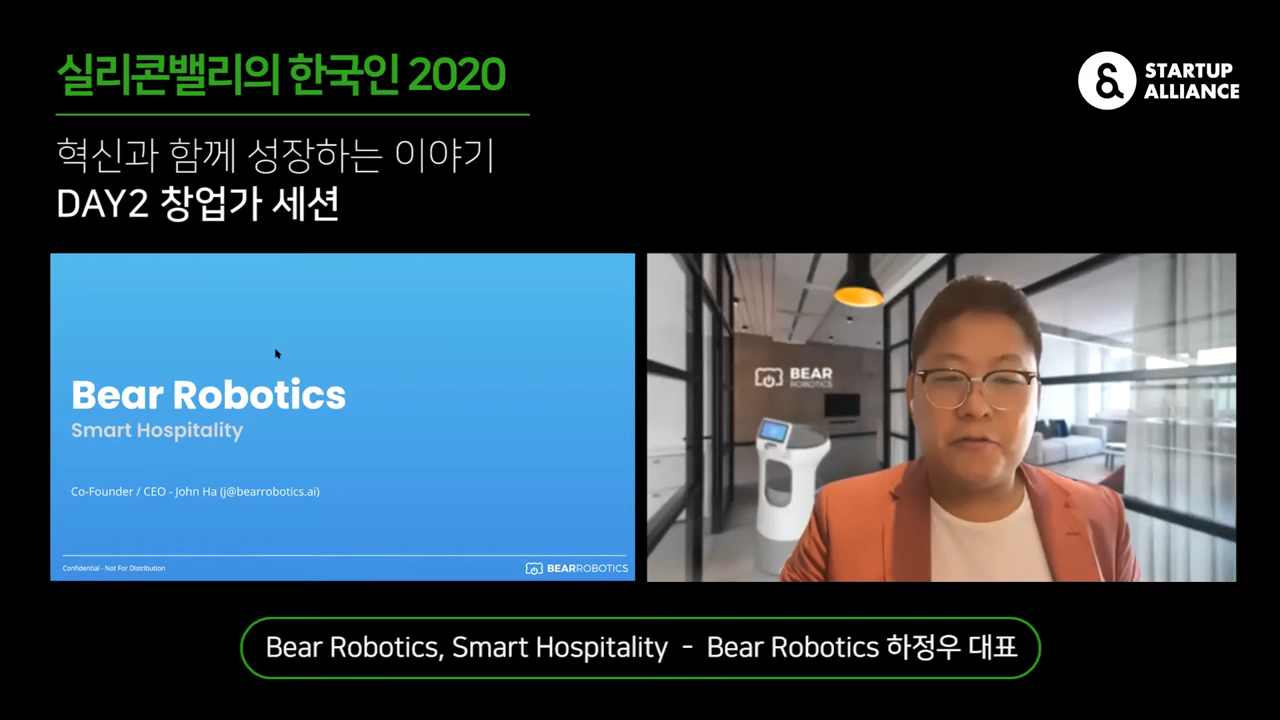 실리콘밸리의 한국인 2020
STARTUP
ALLIANCE
혁신과 함께 성장하는 이야기
DAY2 창업가 세션
Bear Robotics
Smart Hospitality
Co-Founder / CEO - John Ha (j@bearrobotics.ai)
Confidential - Not For Distribution
BEARROBOTICS
BEAR
ROBOTICS
Bear Robotics, Smart Hospitality - Bear Robotics 하정우 대표